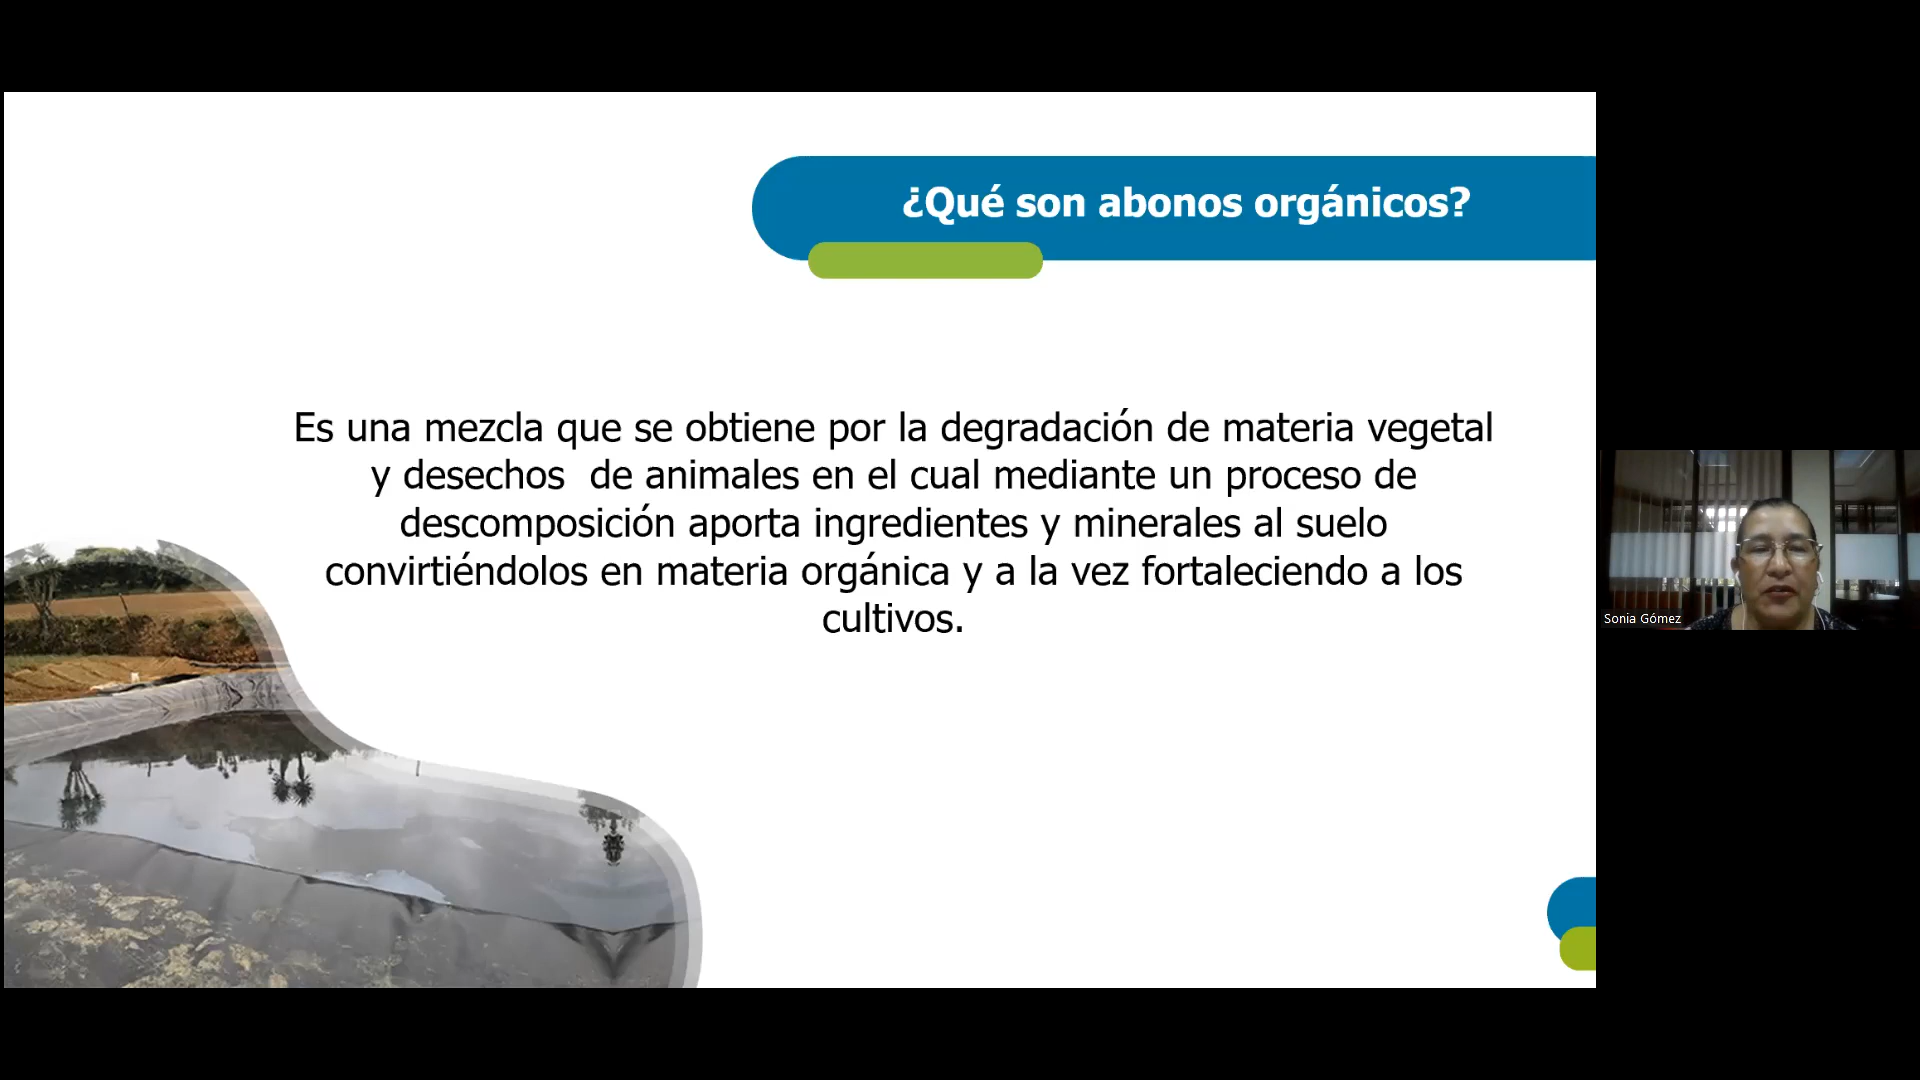 ¿Qué son abonos orgánicos?
Es una mezcla que se obtiene por la degradación de materia vegetal
y desechos  de animales en el cual mediante un proceso de
descomposición aporta ingredientes y minerales al suelo
convirtiéndolos en materia orgánica y a la vez fortaleciendo a los
cultivos.
Sonia Gómez